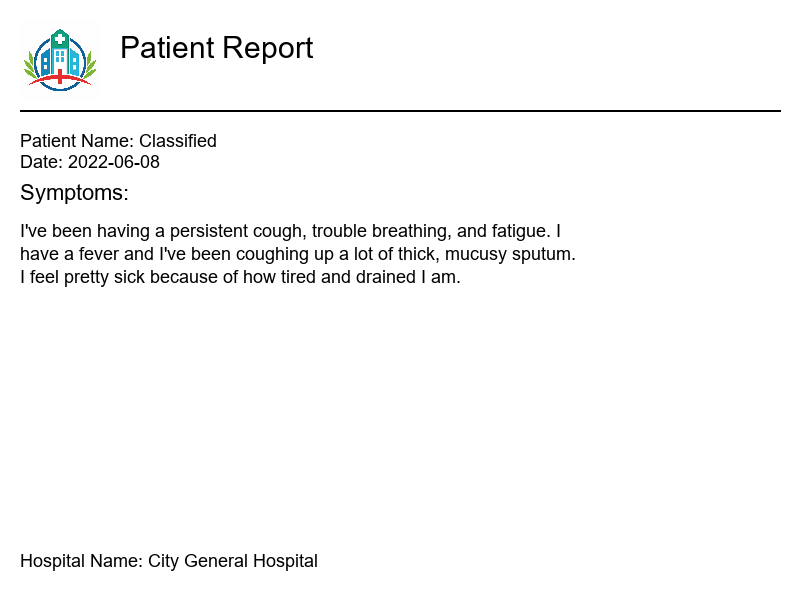 Patient Report
Patient Name: Classified
Date: 2022-06-08
Symptoms:
I've been having a persistent cough, trouble breathing, and fatigue. I
have a fever and I've been coughing up a lot of thick, mucusy sputum.
I feel pretty sick because of how tired and drained I am.
Hospital Name: City General Hospital